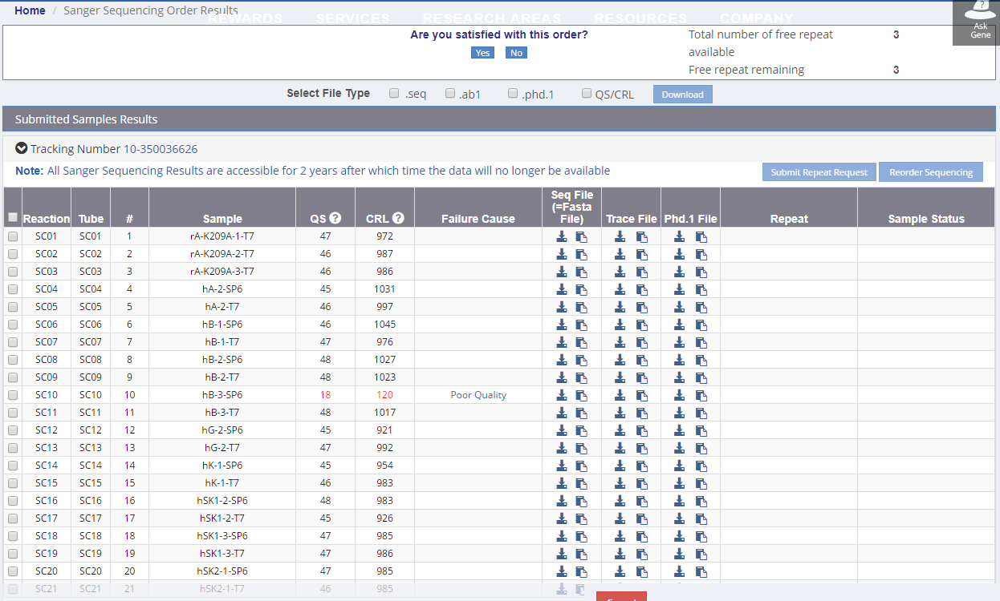 Home / Sanger Sequencing Order Results
REWARDS SERVICES RESEARCH AREAS RESOURCES COMPANY
?
Ask
Gene
Are you satisfied with this order?
Yes No
Total number of free repeat available 3
Free repeat remaining 3
Select File Type .seq .ab1 .phd.1 QS/CRL Download
Submitted Samples Results
Tracking Number 10-350036626
Note: All Sanger Sequencing Results are accessible for 2 years after which time the data will no longer be available
Submit Repeat Request Reorder Sequencing
Reaction Tube # Sample QS ? CRL ? Failure Cause Seq File (=Fasta File) Trace File Phd.1 File Repeat Sample Status
SC01 SC01 1 rA-K209A-1-T7 47 972
SC02 SC02 2 rA-K209A-2-T7 46 987
SC03 SC03 3 rA-K209A-3-T7 46 986
SC04 SC04 4 hA-2-SP6 45 1031
SC05 SC05 5 hA-2-T7 46 997
SC06 SC06 6 hB-1-SP6 46 1045
SC07 SC07 7 hB-1-T7 47 976
SC08 SC08 8 hB-2-SP6 48 1027
SC09 SC09 9 hB-2-T7 48 1023
SC10 SC10 10 hB-3-SP6 18 120 Poor Quality
SC11 SC11 11 hB-3-T7 48 1017
SC12 SC12 12 hG-2-SP6 45 921
SC13 SC13 13 hG-2-T7 47 992
SC14 SC14 14 hK-1-SP6 45 954
SC15 SC15 15 hK-1-T7 46 983
SC16 SC16 16 hSK1-2-SP6 48 983
SC17 SC17 17 hSK1-2-T7 45 926
SC18 SC18 18 hSK1-3-SP6 47 985
SC19 SC19 19 hSK1-3-T7 47 986
SC20 SC20 20 hSK2-1-SP6 47 985
SC21 SC21 21 hSK2-1-T7 46 985